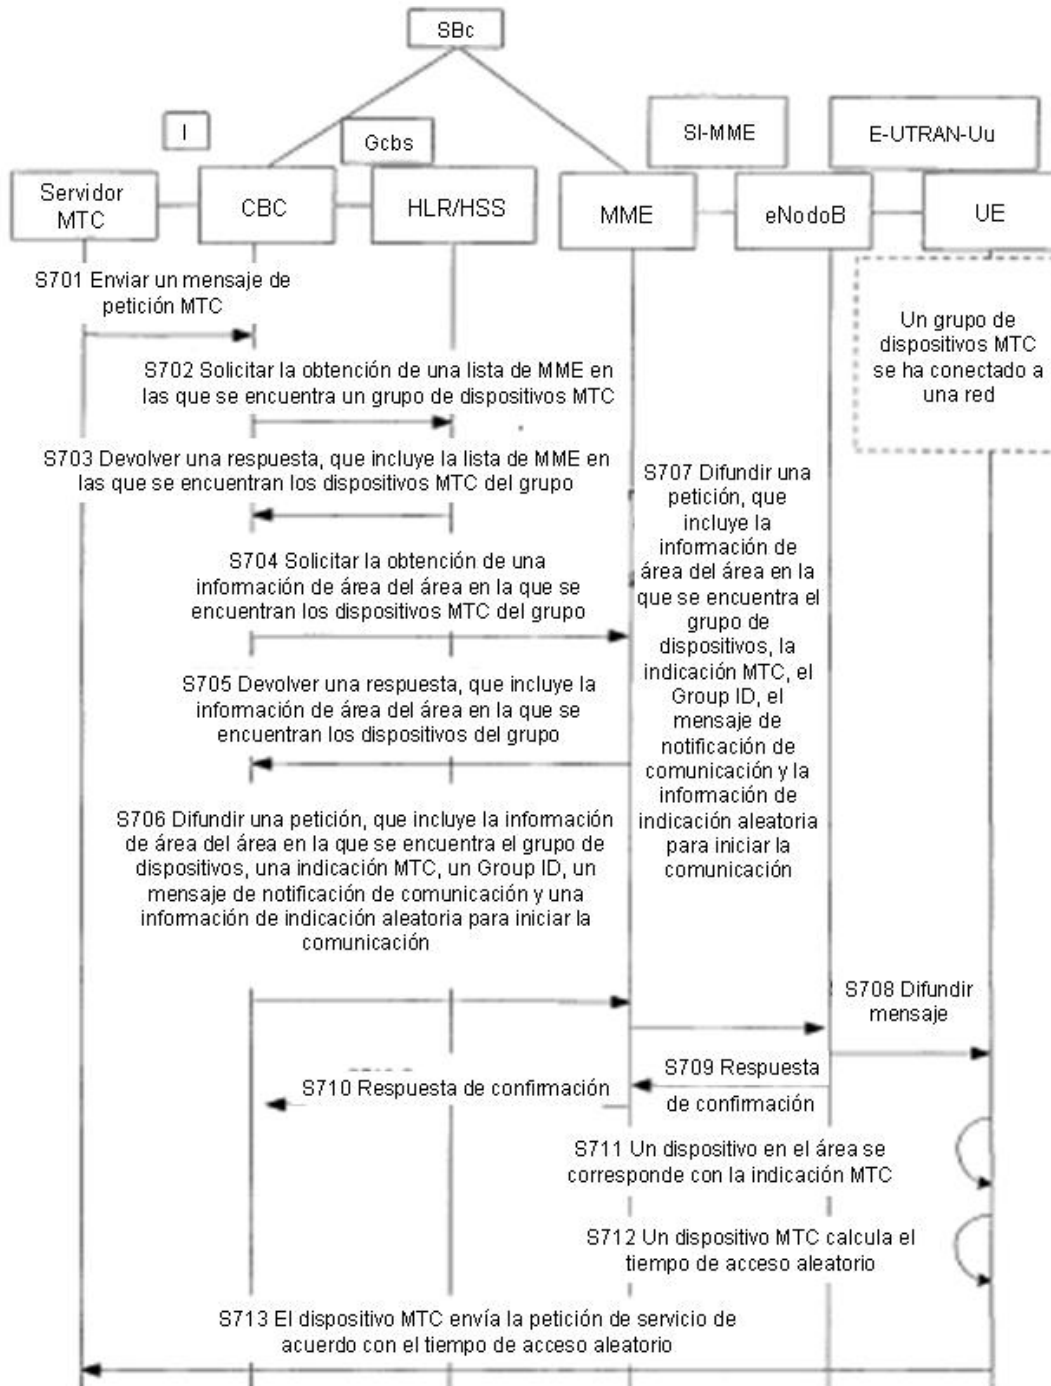 SBc
I
Gcbs
SI-MME
E-UTRAN-Uu
Servidor
MTC
CBC
HLR/HSS
MME
eNodoB
UE
S701 Enviar un mensaje de
petición MTC
Un grupo de
dispositivos MTC
se ha conectado a
una red
S702 Solicitar la obtención de una lista de MME en
las que se encuentra un grupo de dispositivos MTC
S703 Devolver una respuesta, que incluye la lista de MME en
las que se encuentran los dispositivos MTC del grupo
S704 Solicitar la obtención de una
información de área del área en la que se
encuentran los dispositivos MTC del grupo
S705 Devolver una respuesta, que incluye la
información de área del área en la que se
encuentran los dispositivos del grupo
S706 Difundir una petición, que incluye la información
de área del área en la que se encuentra el grupo de
dispositivos, una indicación MTC, un Group ID, un
mensaje de notificación de comunicación y una
información de indicación aleatoria para iniciar la
comunicación
S707 Difundir una
petición, que
incluye la
información de
área del área en la
que se encuentra el
grupo de
dispositivos, la
indicación MTC, el
Group ID, el
mensaje de
notificación de
comunicación y la
información de
indicación aleatoria
para iniciar la
comunicación
S708 Difundir
mensaje
S709 Respuesta
de confirmación
S710 Respuesta de confirmación
S711 Un dispositivo en el área se
corresponde con la indicación MTC
S712 Un dispositivo MTC calcula el
tiempo de acceso aleatorio
S713 El dispositivo MTC envía la petición de servicio de
acuerdo con el tiempo de acceso aleatorio